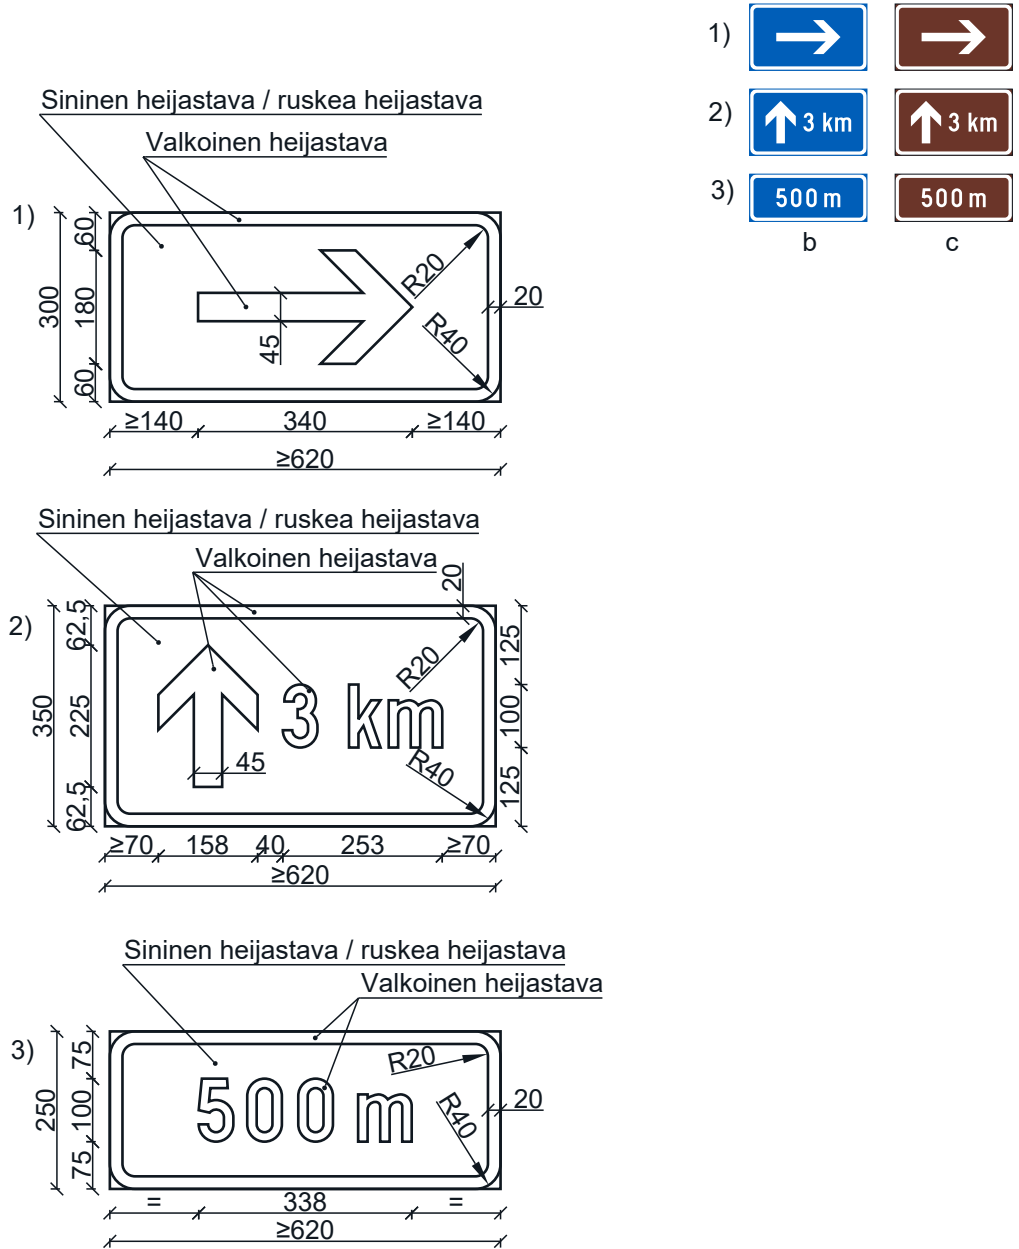 1)
2)
3 km
3 km
3)
500 m
500 m
b
c
Sininen heijastava / ruskea heijastava
Valkoinen heijastava
1)
300
60
180
60
45
R20
R40
20
≥140
340
≥140
≥620
Sininen heijastava / ruskea heijastava
Valkoinen heijastava
20
2)
350
62,5
225
62,5
3 km
45
R20
R40
125
100
125
≥70
158
40
253
≥70
≥620
Sininen heijastava / ruskea heijastava
Valkoinen heijastava
3)
250
75
100
75
500 m
R20
R40
20
=
338
=
≥620